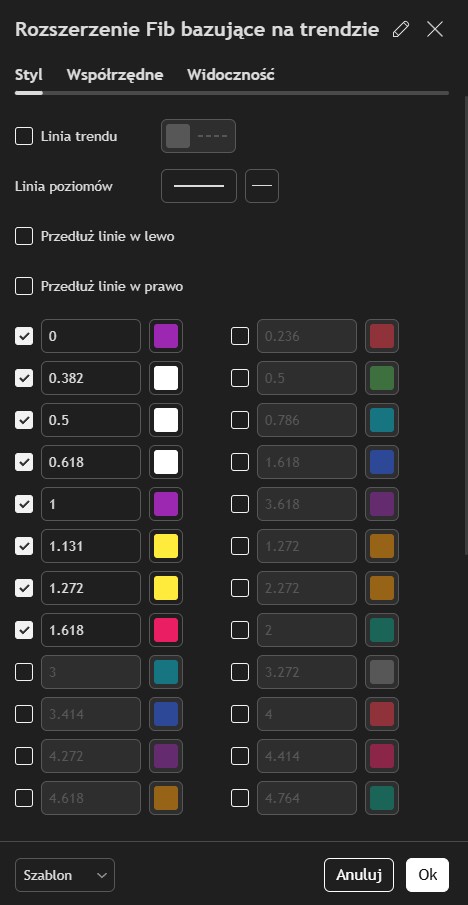 Rozszerzenie Fib bazujące na trendzie
Styl Współrzędne Widoczność
Linia trendu
Linia poziomów
Przedłuż linie w lewo
Przedłuż linie w prawo
0 0.236
0.382 0.5
0.5 0.786
0.618 1.618
1 3.618
1.131 1.272
1.272 2.272
1.618 2
3 3.272
3.414 4
4.272 4.414
4.618 4.764
Szablon Anuluj Ok